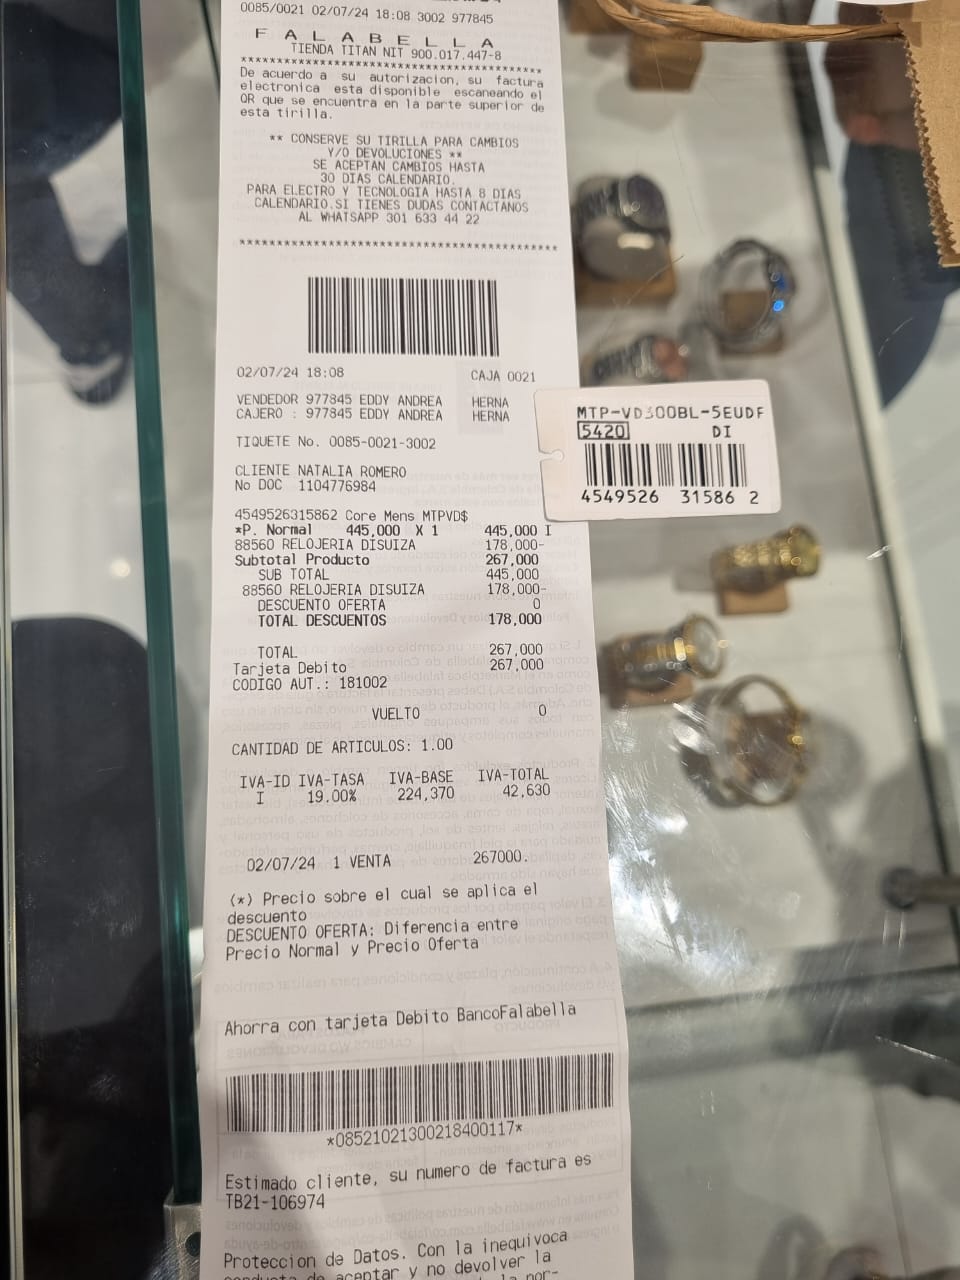 0085/0021 02/07/24 18:08 3002 977845
F A L A B E L L A
TIENDA TITAN NIT 900.017.447-8
De acuerdo a su autorizacion, su factura
electronica esta disponible escaneando el
QR que se encuentra en la parte superior de
esta tirilla.
** CONSERVE SU TIRILLA PARA CAMBIOS
Y/O DEVOLUCIONES **
SE ACEPTAN CAMBIOS HASTA
30 DIAS CALENDARIO.
PARA ELECTRO Y TECNOLOGIA HASTA 8 DIAS
CALENDARIO.SI TIENES DUDAS CONTACTANOS
AL WHATSAPP 301 633 44 22
02/07/24 18:08 CAJA 0021
VENDEDOR 977845 EDDY ANDREA HERNA
CAJERO : 977845 EDDY ANDREA HERNA
TIQUETE No. 0085-0021-3002
CLIENTE NATALIA ROMERO
No DOC 1104776984
4549526315862 Core Mens MTPVD$
*P. Normal 445,000 X 1 445,000 I
88560 RELOJERIA DISUIZA 178,000-
Subtotal Producto 267,000
SUB TOTAL 445,000
88560 RELOJERIA DISUIZA 178,000-
DESCUENTO OFERTA 0
TOTAL DESCUENTOS 178,000
TOTAL 267,000
Tarjeta Debito 267,000
CODIGO AUT.: 181002
VUELTO 0
CANTIDAD DE ARTICULOS: 1.00
IVA-ID IVA-TASA IVA-BASE IVA-TOTAL
I 19.00% 224,370 42,630
02/07/24 1 VENTA 267000.
(*) Precio sobre el cual se aplica el
descuento
DESCUENTO OFERTA: Diferencia entre
Precio Normal y Precio Oferta
Ahorra con tarjeta Debito BancoFalabella
*08521021300218400117*
Estimado cliente, su numero de factura es
TB21-106974
Proteccion de Datos. Con la inequivoca
conducta de aceptar y no devolver la
MTP-VD300BL-5EUDF
5420 DI
4549526 31586 2